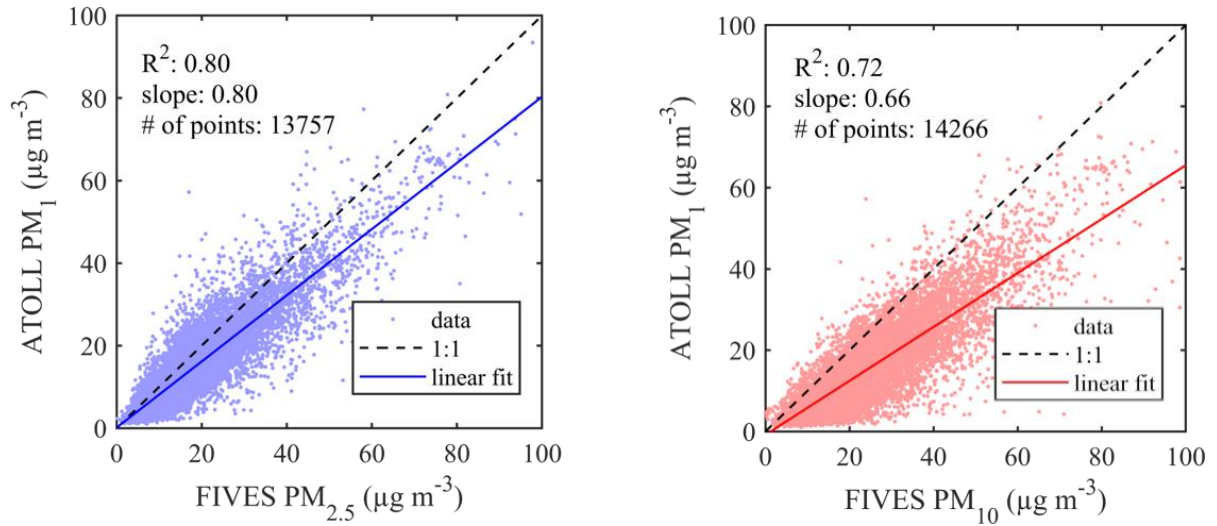 100
80
60
40
20
0
ATOLL PM₁ (µg m⁻³)
R²: 0.80
slope: 0.80
# of points: 13757
data
1:1
linear fit
0 20 40 60 80 100
FIVES PM₂.₅ (µg m⁻³)
100
80
60
40
20
0
ATOLL PM₁ (µg m⁻³)
R²: 0.72
slope: 0.66
# of points: 14266
data
1:1
linear fit
0 20 40 60 80 100
FIVES PM₁₀ (µg m⁻³)